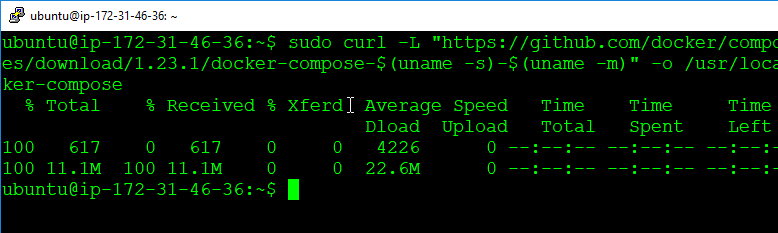 ubuntu@ip-172-31-46-36: ~
ubuntu@ip-172-31-46-36:~$ sudo curl -L "https://github.com/docker/compo
es/download/1.23.1/docker-compose-$(uname -s)-$(uname -m)" -o /usr/loca
ker-compose
% Total % Received % Xferd Average Speed Time Time Time
Dload Upload Total Spent Left
100 617 0 617 0 0 4226 0 --:--:-- --:--:-- --:--:-
100 11.1M 100 11.1M 0 0 22.6M 0 --:--:-- --:--:-- --:--:-
ubuntu@ip-172-31-46-36:~$